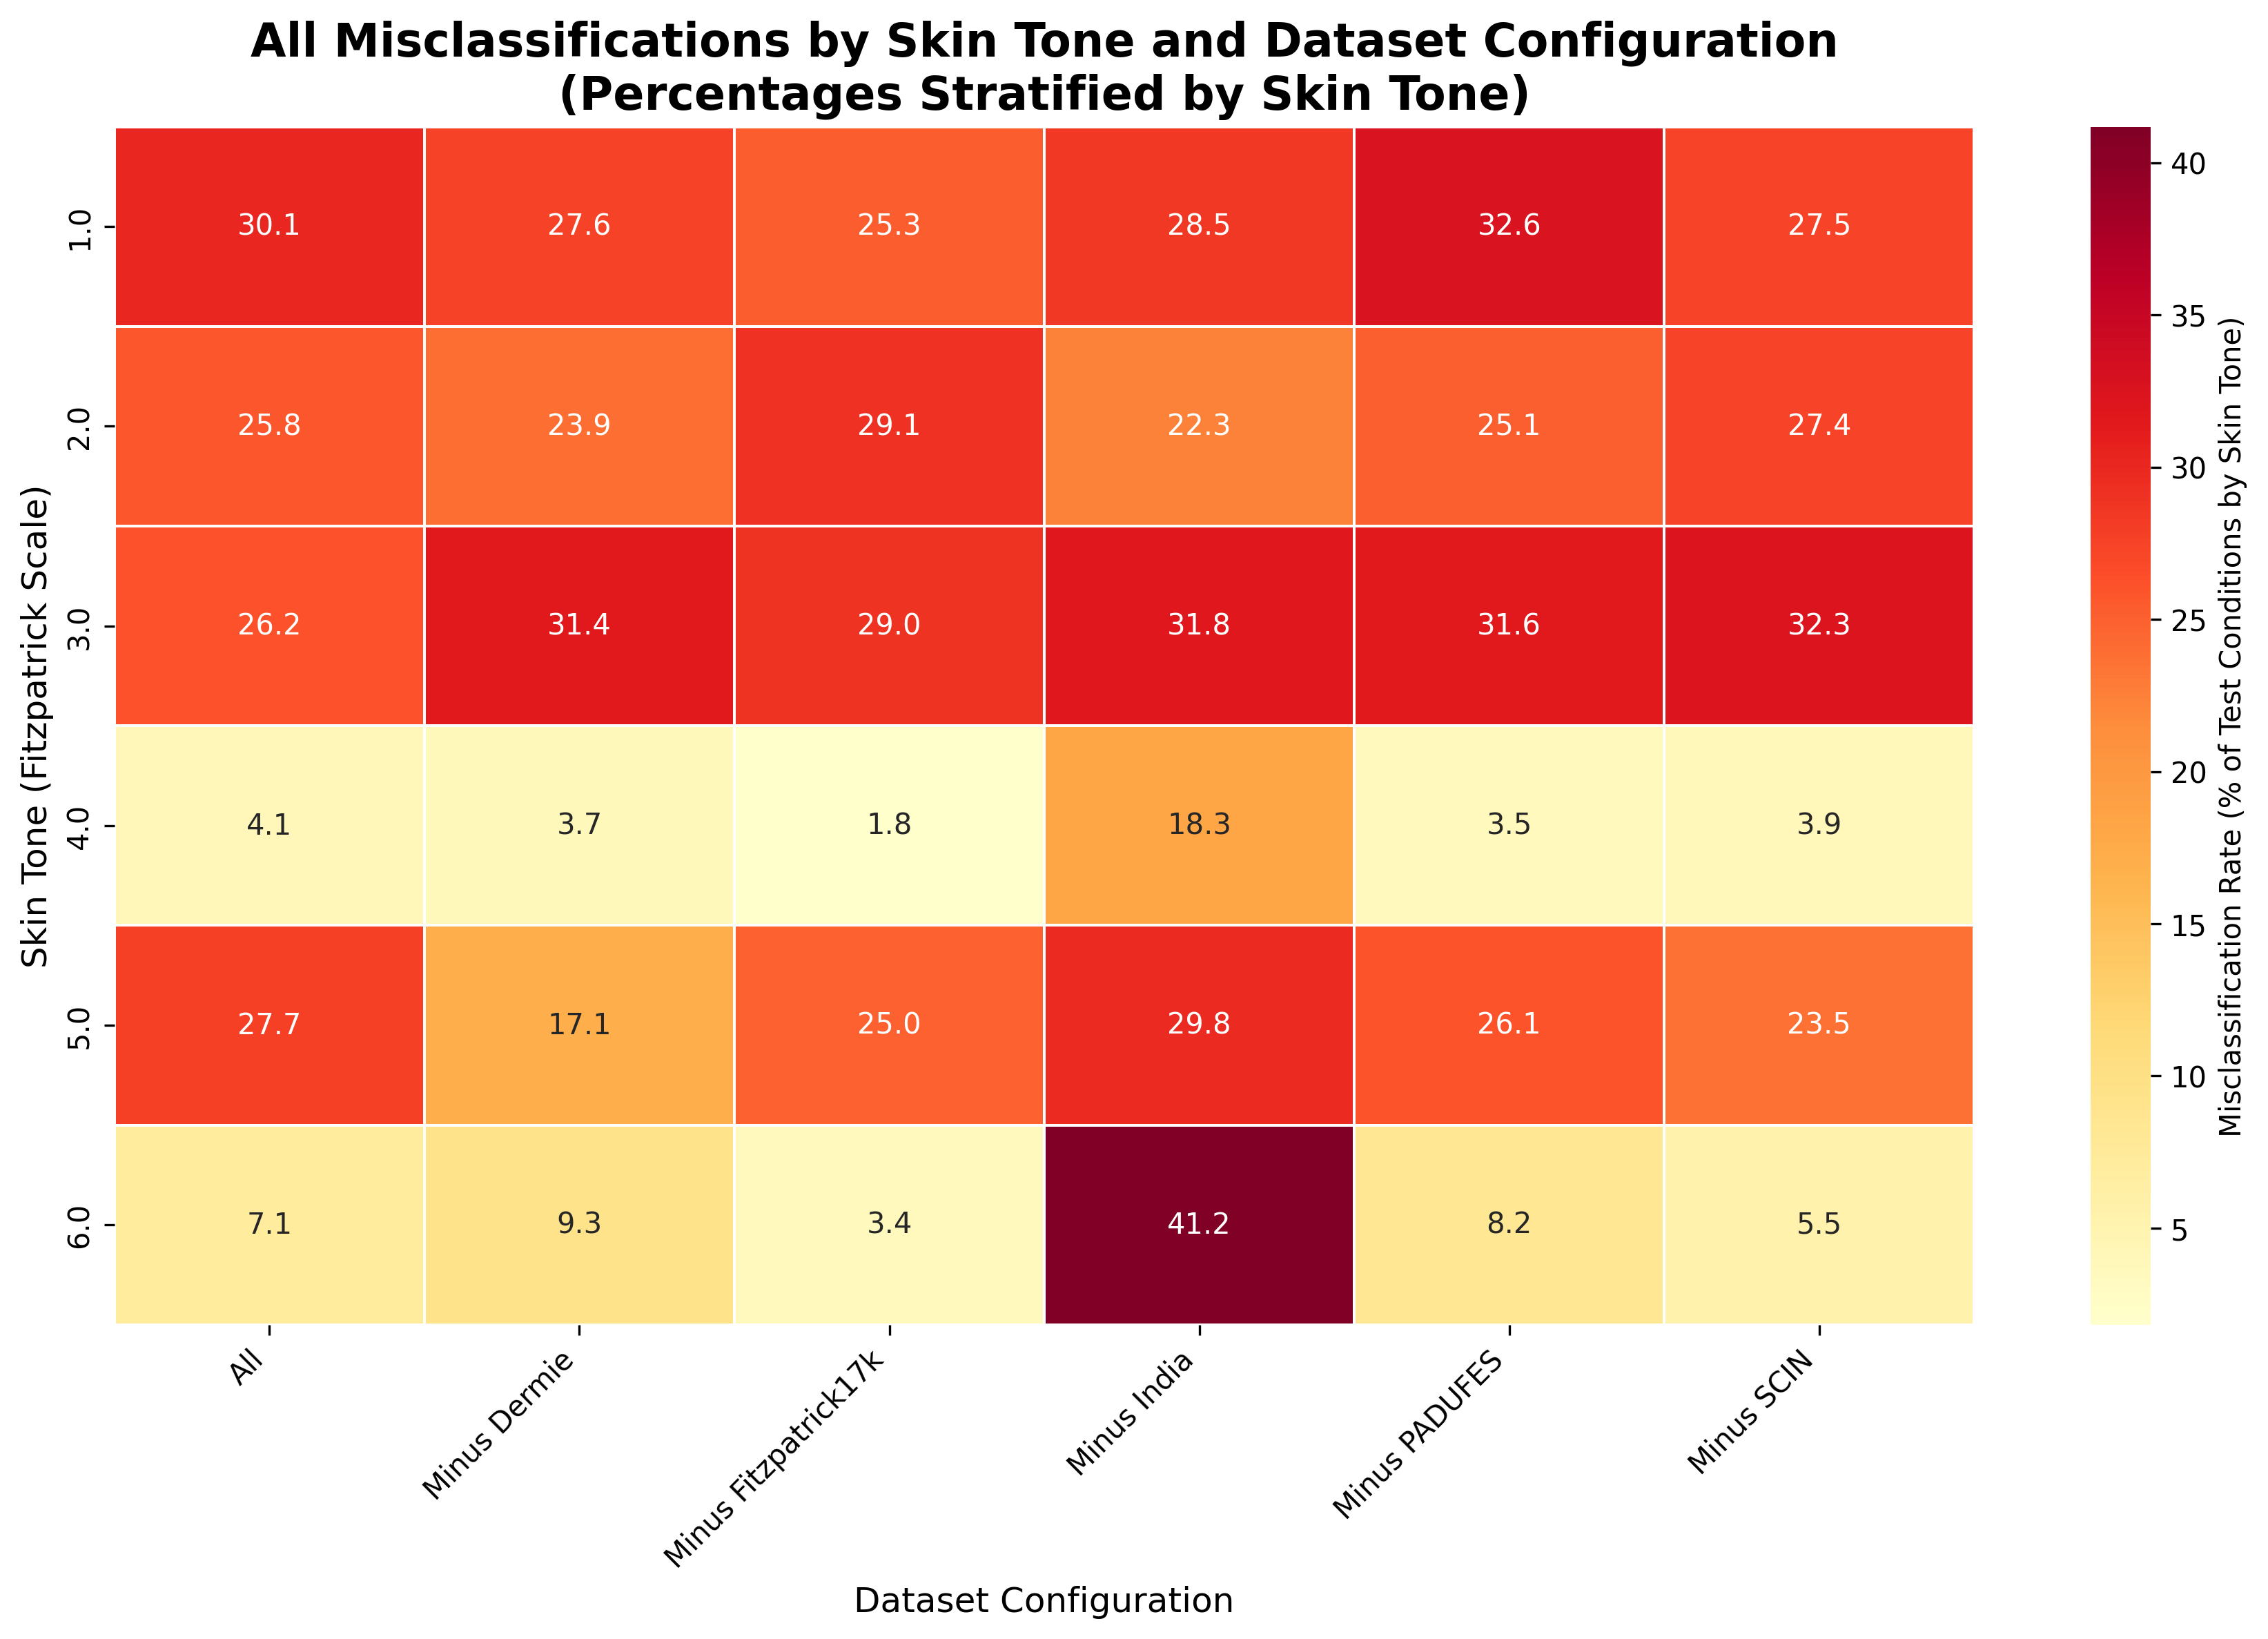 All Misclassifications by Skin Tone and Dataset Configuration
(Percentages Stratified by Skin Tone)
Skin Tone (Fitzpatrick Scale)
1.0 30.1 27.6 25.3 28.5 32.6 27.5
2.0 25.8 23.9 29.1 22.3 25.1 27.4
3.0 26.2 31.4 29.0 31.8 31.6 32.3
4.0 4.1 3.7 1.8 18.3 3.5 3.9
5.0 27.7 17.1 25.0 29.8 26.1 23.5
6.0 7.1 9.3 3.4 41.2 8.2 5.5
All
Minus Dermie
Minus Fitzpatrick17k
Minus India
Minus PADUFES
Minus SCIN
Dataset Configuration
40
35
30
25
20
15
10
5
Misclassification Rate (% of Test Conditions by Skin Tone)